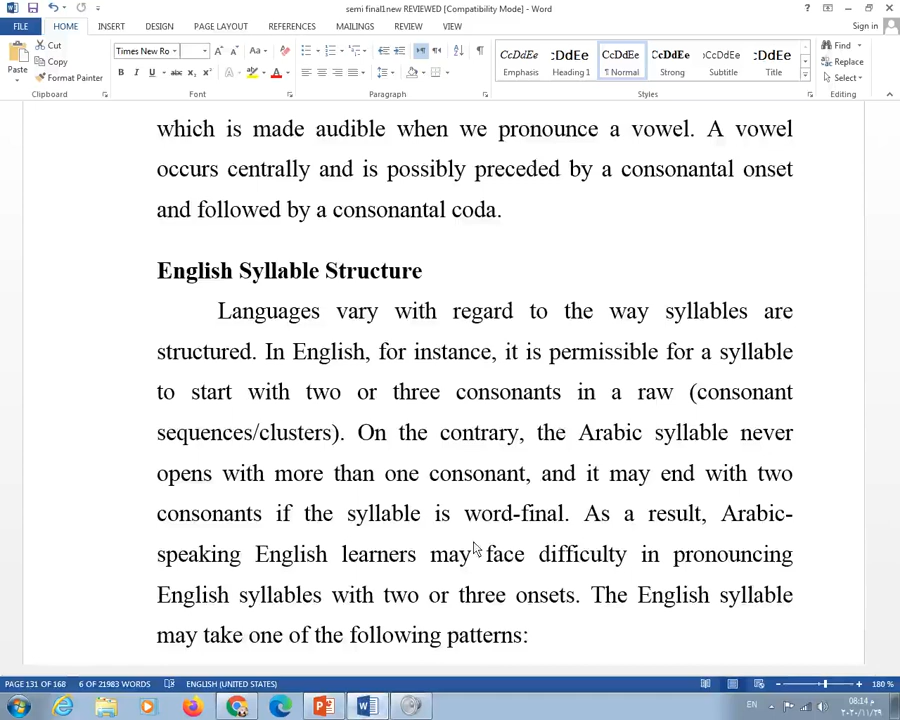 semi final1new REVIEWED [Compatibility Mode] - Word
FILE HOME INSERT DESIGN PAGE LAYOUT REFERENCES MAILINGS REVIEW VIEW Sign in
Cut
Copy
Format Painter
Paste
Times New Ro
Emphasis Heading 1 ¶ Normal Strong Subtitle Title
Find
Replace
Select
Clipboard Font Paragraph Styles Editing
which is made audible when we pronounce a vowel. A vowel
occurs centrally and is possibly preceded by a consonantal onset
and followed by a consonantal coda.
English Syllable Structure
Languages vary with regard to the way syllables are
structured. In English, for instance, it is permissible for a syllable
to start with two or three consonants in a raw (consonant
sequences/clusters). On the contrary, the Arabic syllable never
opens with more than one consonant, and it may end with two
consonants if the syllable is word-final. As a result, Arabic-
speaking English learners may face difficulty in pronouncing
English syllables with two or three onsets. The English syllable
may take one of the following patterns:
PAGE 131 OF 168 6 OF 21983 WORDS ENGLISH (UNITED STATES) 180 %
EN 08:14 م
٢٠٢٠/١١/٢٩